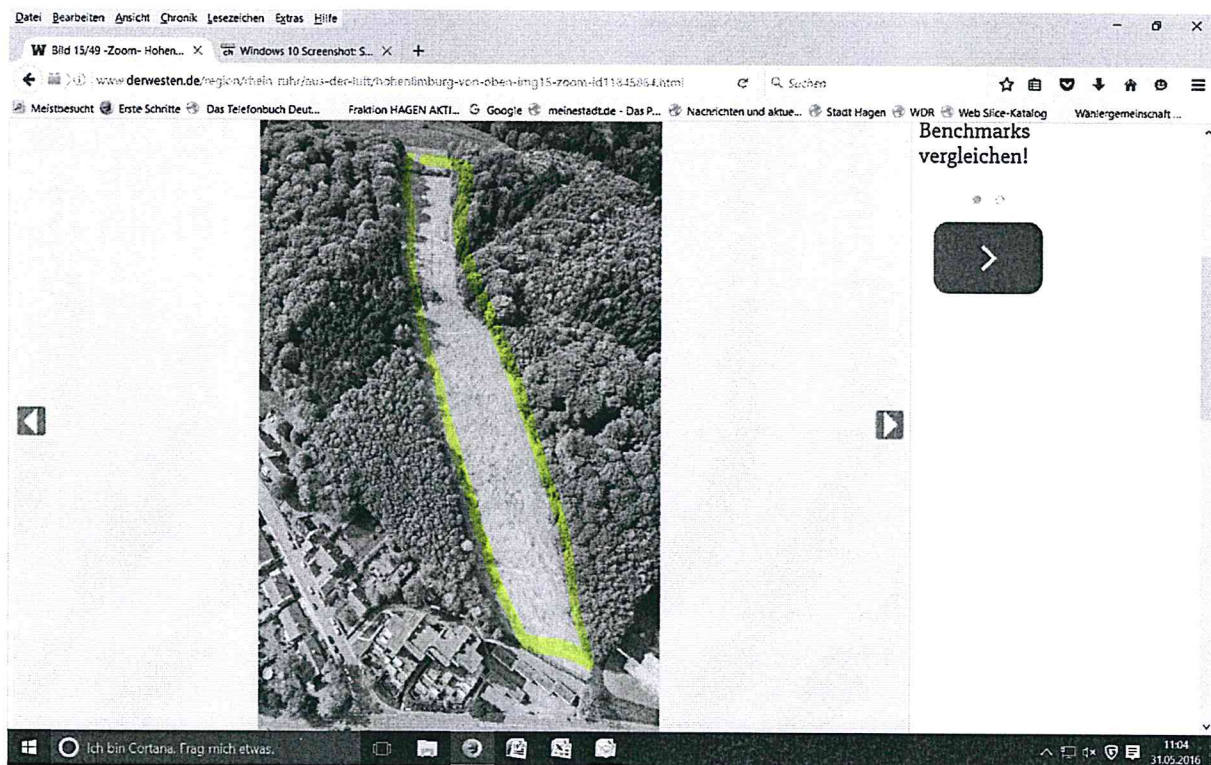 Datei Bearbeiten Ansicht Chronik Lesezeichen Extras Hilfe
W Bild 15/49 -Zoom- Hohen... × ch Windows 10 Screenshot: S... × +
www.derwesten.de/region/rhein_ruhr/aus-der-luft/hohenlimburg-von-oben-img15-zoom-id11845864.html Suchen
Meistbesucht Erste Schritte Das Telefonbuch Deut... Fraktion HAGEN AKTI... Google meinestadt.de - Das P... Nachrichten und aktue... Stadt Hagen WDR Web Slice-Katalog Wählergemeinschaft ...
Benchmarks
vergleichen!
Ich bin Cortana. Frag mich etwas.
11:04
31.05.2016